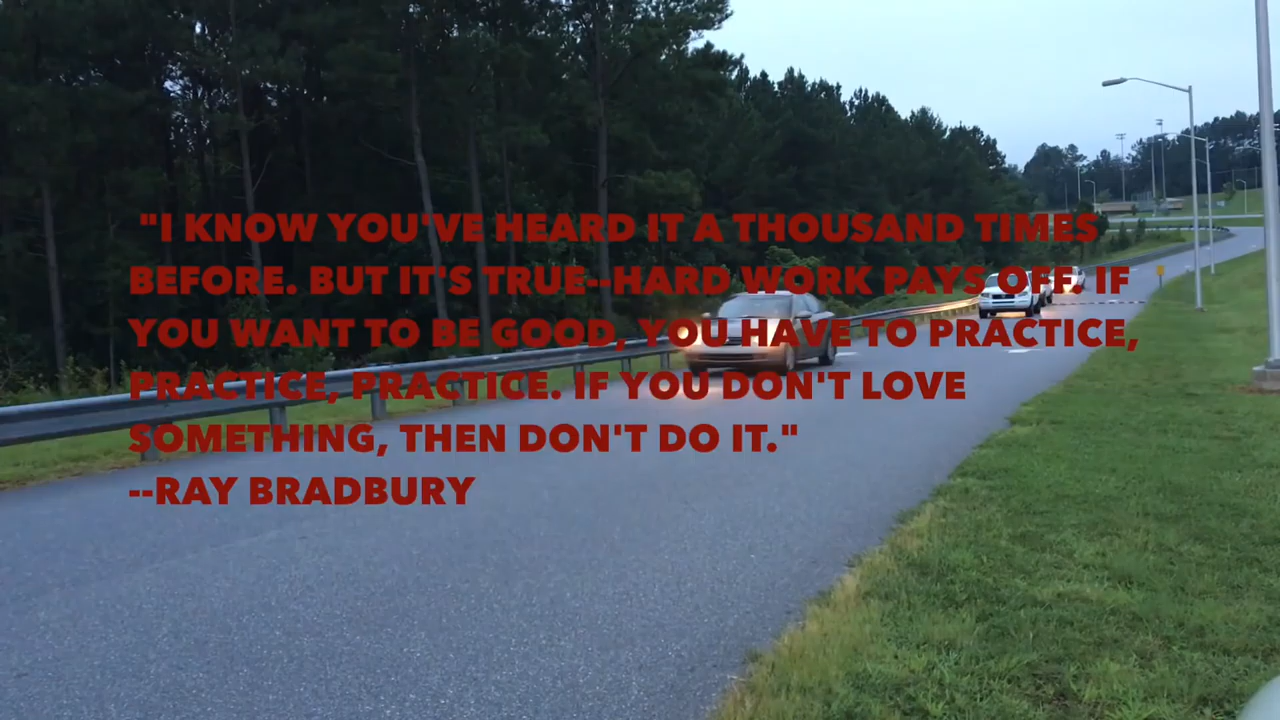 "I KNOW YOU'VE HEARD IT A THOUSAND TIMES
BEFORE. BUT IT'S TRUE--HARD WORK PAYS OFF. IF
YOU WANT TO BE GOOD, YOU HAVE TO PRACTICE,
PRACTICE, PRACTICE. IF YOU DON'T LOVE
SOMETHING, THEN DON'T DO IT."
--RAY BRADBURY